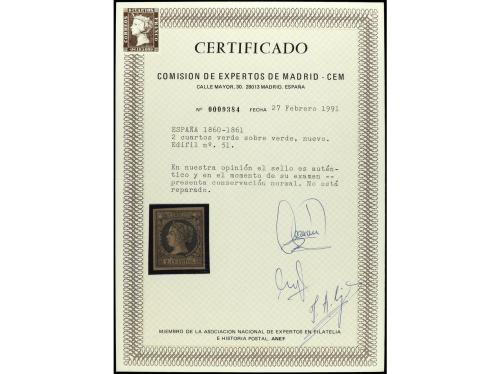 CERTIFICADO
COMISION DE EXPERTOS DE MADRID - CEM
CALLE MAYOR, 30. 28013 MADRID. ESPAÑA
Nº 0009384 FECHA 27 Febrero 1991
ESPAÑA 1860-1861
2 cuartos verde sobre verde, nuevo.
Edifil nº. 51.
En nuestra opinión el sello es autén-
tico y en el momento de su examen --
presenta conservación normal. No está
reparado.
MIEMBRO DE LA ASOCIACION NACIONAL DE EXPERTOS EN FILATELIA
E HISTORIA POSTAL. ANEF